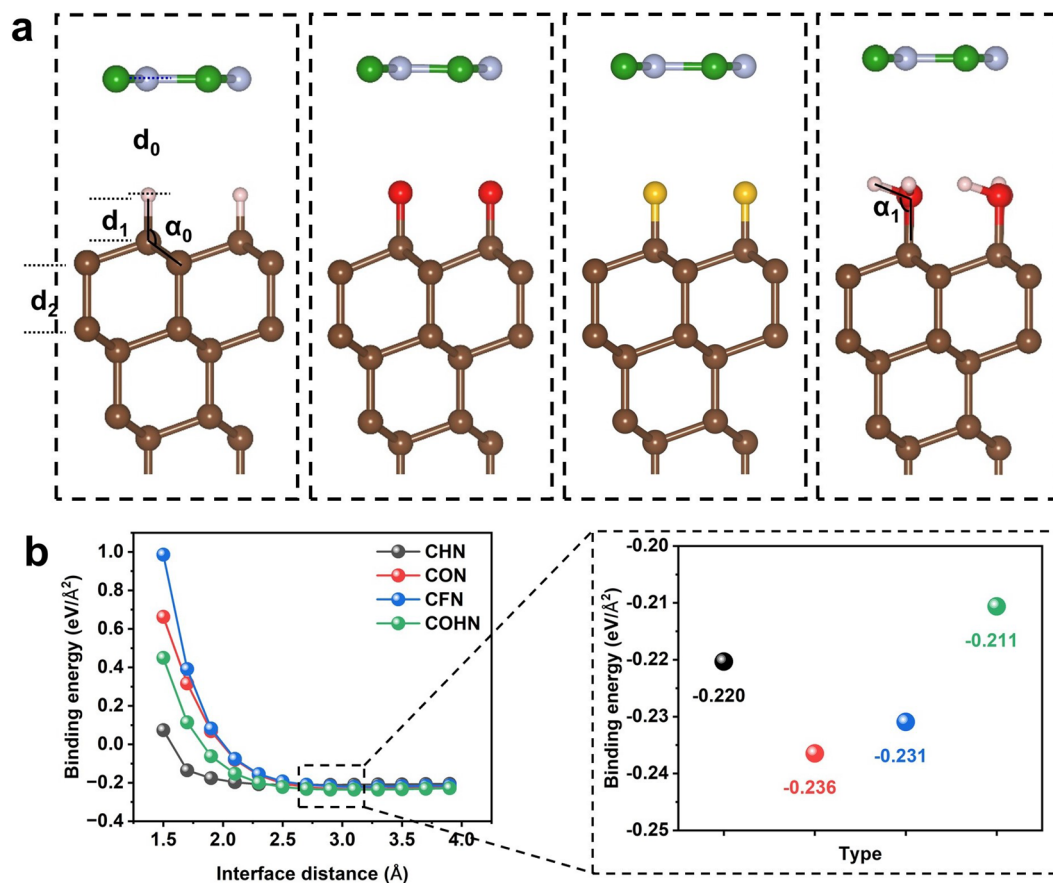 a
d₀
d₁
α₀
d₂
α₁
b
1.0
0.8
0.6
0.4
0.2
0.0
−0.2
−0.4
Binding energy (eV/Å²)
1.5 2.0 2.5 3.0 3.5 4.0
Interface distance (Å)
CHN
CON
CFN
COHN
-0.20
-0.21
-0.22
-0.23
-0.24
-0.25
Binding energy (eV/Å²)
-0.211
-0.220
-0.231
-0.236
Type